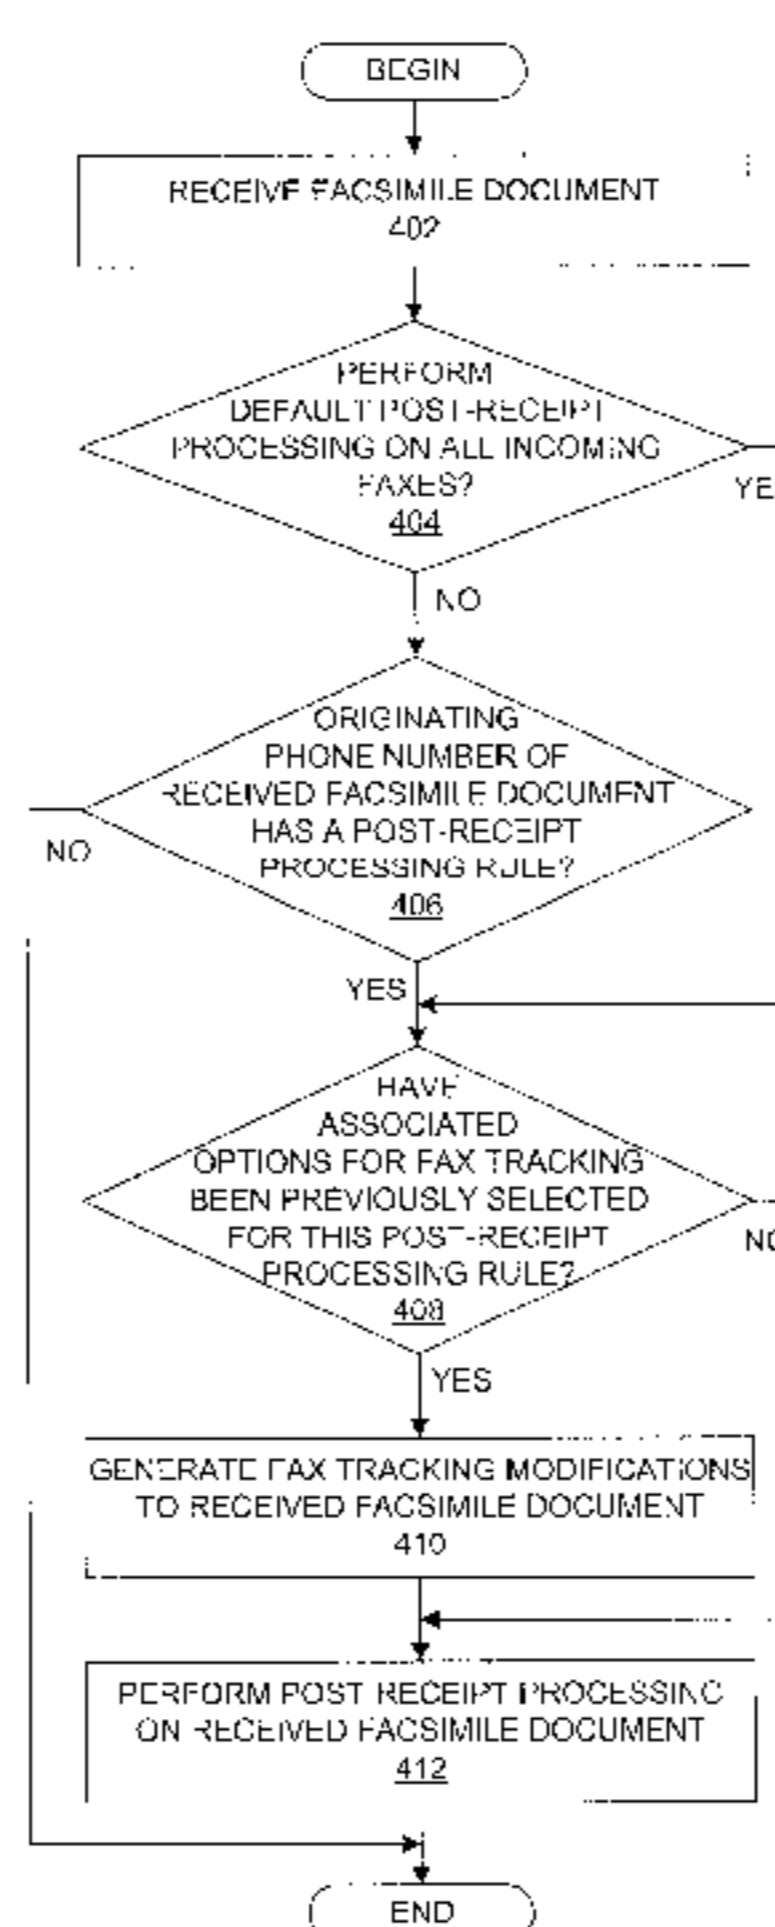 BEGIN
RECEIVE FACSIMILE DOCUMENT
402
PERFORM
DEFAULT POST-RECEIPT
PROCESSING ON ALL INCOMING
FAXES?
404
YE
NO
ORIGINATING
PHONE NUMBER OF
RECEIVED FACSIMILE DOCUMENT
HAS A POST-RECEIPT
PROCESSING RULE?
406
NO
YES
HAVE
ASSOCIATED
OPTIONS FOR FAX TRACKING
BEEN PREVIOUSLY SELECTED
FOR THIS POST-RECEIPT
PROCESSING RULE?
408
NO
YES
GENERATE FAX TRACKING MODIFICATIONS
TO RECEIVED FACSIMILE DOCUMENT
410
PERFORM POST RECEIPT PROCESSING
ON RECEIVED FACSIMILE DOCUMENT
412
END